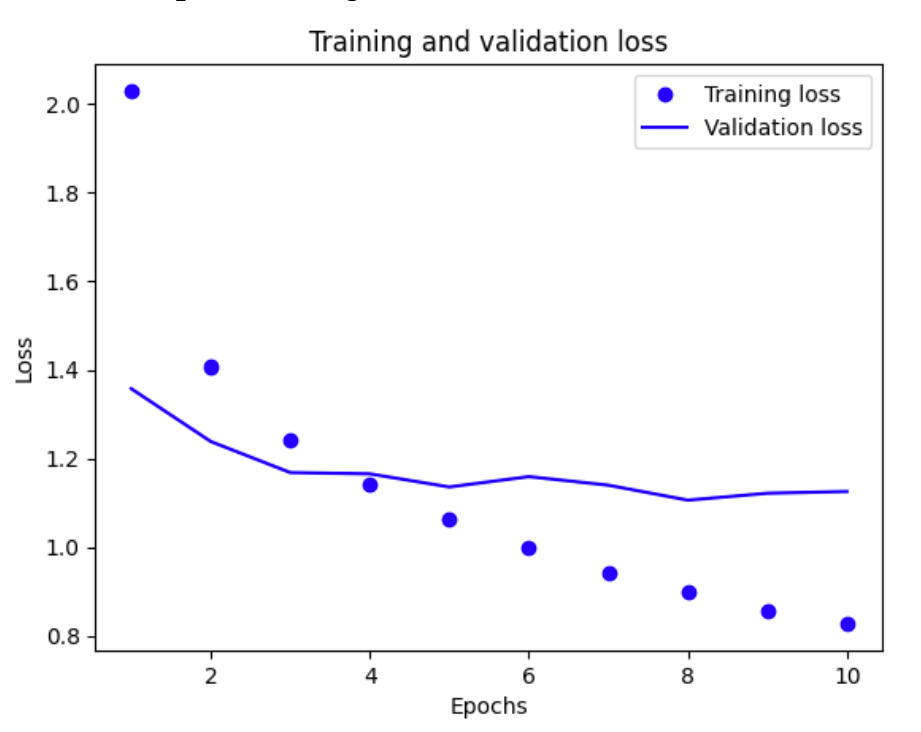 Training and validation loss
Training loss
Validation loss
2.0
1.8
1.6
1.4
1.2
1.0
0.8
Loss
2
4
6
8
10
Epochs